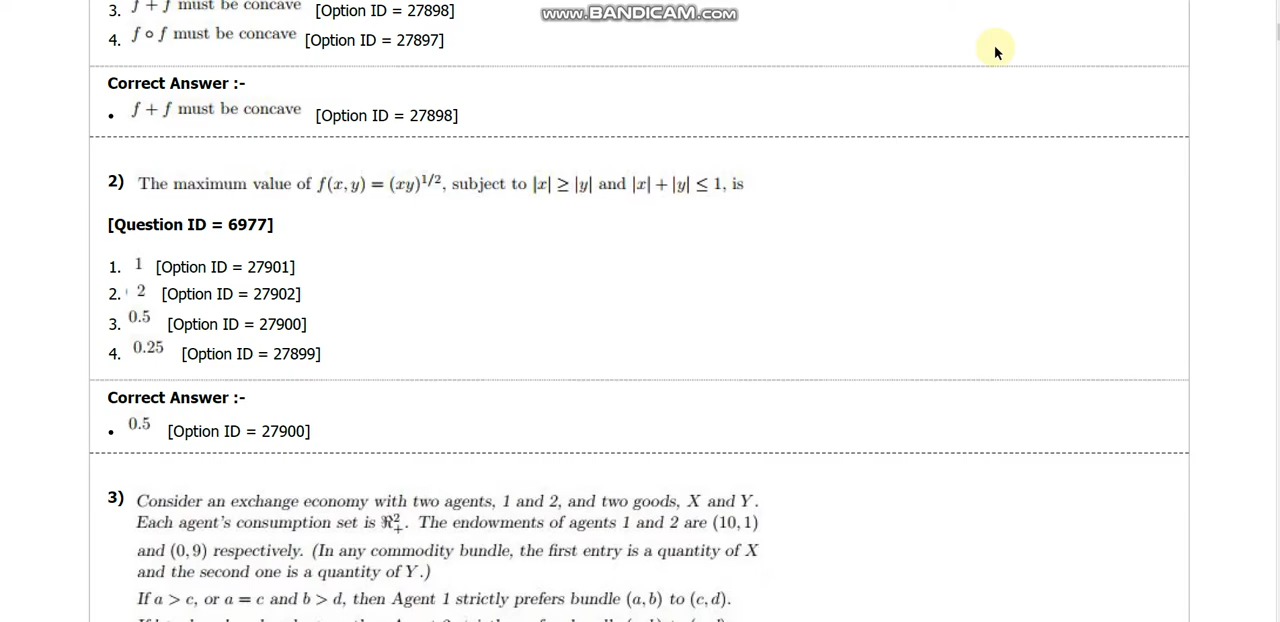 3. f + f must be concave [Option ID = 27898]
www.BANDICAM.com
4. f ∘ f must be concave [Option ID = 27897]
Correct Answer :-
• f + f must be concave [Option ID = 27898]
2) The maximum value of f(x, y) = (xy)^{1/2}, subject to |x| ≥ |y| and |x| + |y| ≤ 1, is
[Question ID = 6977]
1. 1 [Option ID = 27901]
2. 2 [Option ID = 27902]
3. 0.5 [Option ID = 27900]
4. 0.25 [Option ID = 27899]
Correct Answer :-
• 0.5 [Option ID = 27900]
3) Consider an exchange economy with two agents, 1 and 2, and two goods, X and Y.
Each agent's consumption set is ℜ²₊. The endowments of agents 1 and 2 are (10, 1)
and (0, 9) respectively. (In any commodity bundle, the first entry is a quantity of X
and the second one is a quantity of Y.)
If a > c, or a = c and b > d, then Agent 1 strictly prefers bundle (a, b) to (c, d).